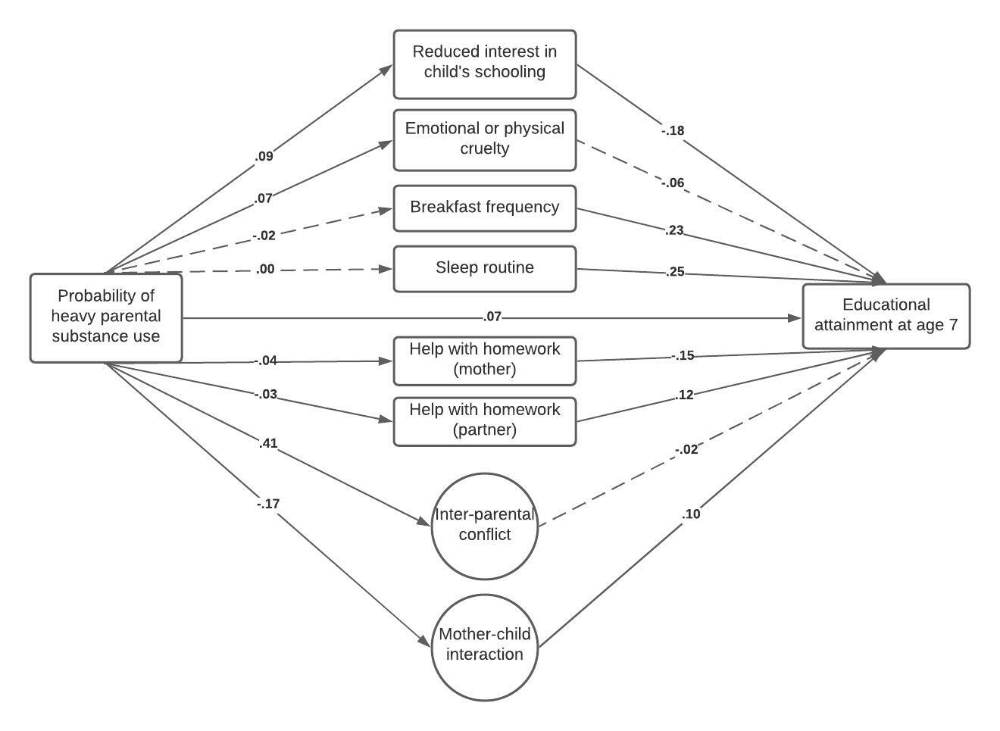 Reduced interest in
child's schooling
Emotional or physical
cruelty
Breakfast frequency
Sleep routine
Probability of
heavy parental
substance use
Educational
attainment at age 7
Help with homework
(mother)
Help with homework
(partner)
Inter-parental
conflict
Mother-child
interaction
.09
.07
-.02
.00
.07
-.04
-.03
.41
-.17
-.18
-.06
.23
.25
-.15
.12
-.02
.10